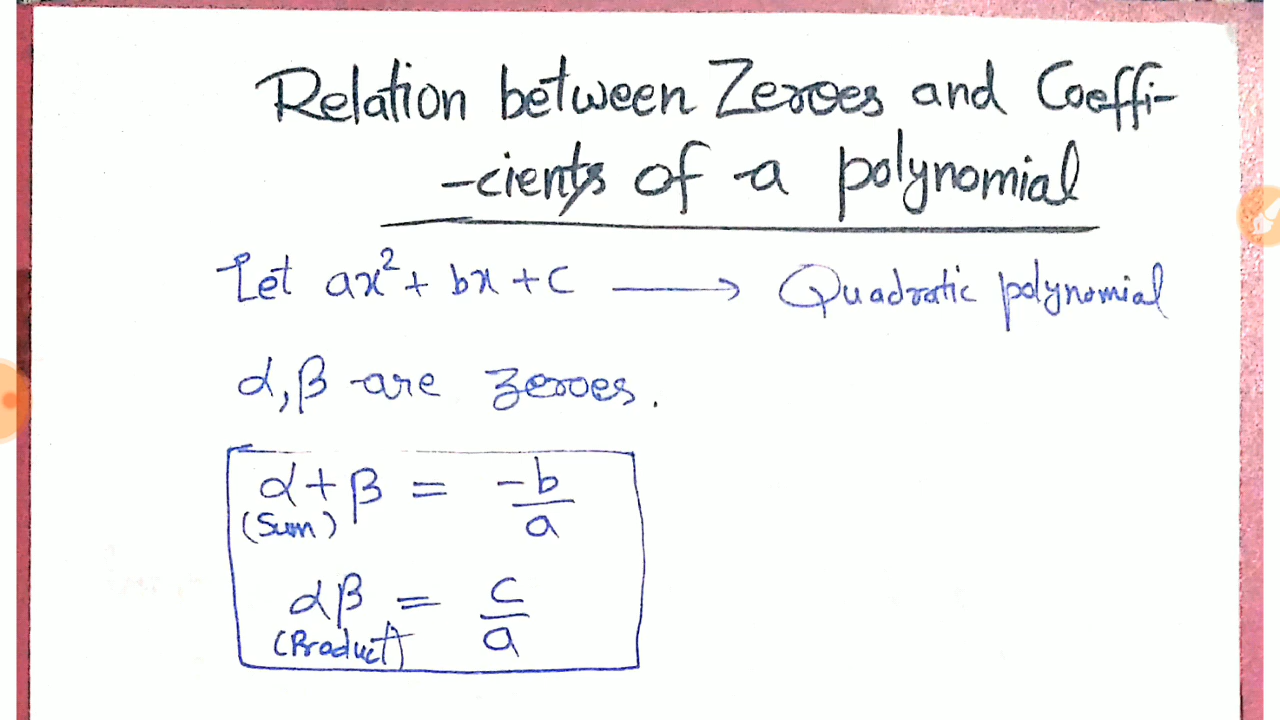 Relation between Zeroes and Coeffi-
-cients of a polynomial
Let ax² + bx + c ⟶ Quadratic polynomial
α, β are zeroes.
α + β = -b/a
(Sum)
αβ = c/a
(Product)